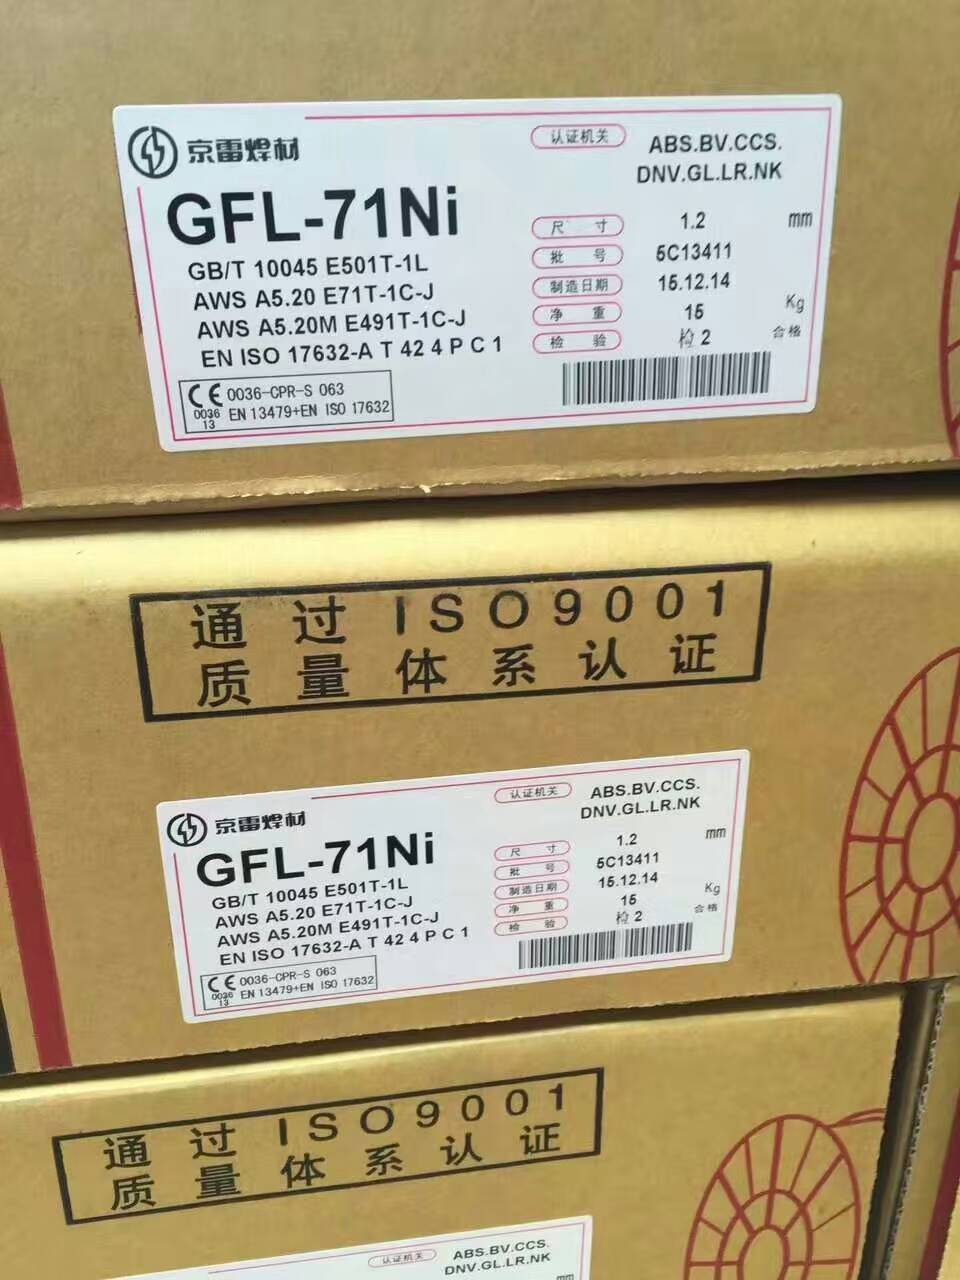 京雷焊材
GFL-71Ni
GB/T 10045 E501T-1L
AWS A5.20 E71T-1C-J
AWS A5.20M E491T-1C-J
EN ISO 17632-A T 42 4 P C 1
CE 0036-CPR-S 063
0036 EN 13479+EN ISO 17632
13
认证机关 ABS.BV.CCS.
DNV.GL.LR.NK
尺寸 1.2 mm
批号 5C13411
制造日期 15.12.14
净重 15 Kg
检验 检 2 合格
通过ISO9001
质量体系认证
京雷焊材
GFL-71Ni
GB/T 10045 E501T-1L
AWS A5.20 E71T-1C-J
AWS A5.20M E491T-1C-J
EN ISO 17632-A T 42 4 P C 1
CE 0036-CPR-S 063
0036 EN 13479+EN ISO 17632
13
认证机关 ABS.BV.CCS.
DNV.GL.LR.NK
尺寸 1.2 mm
批号 5C13411
制造日期 15.12.14
净重 15 Kg
检验 检 2 合格
通过ISO9001
质量体系认证
认证机关 ABS.BV.CCS.
DNV.GL.LR.NK
mm